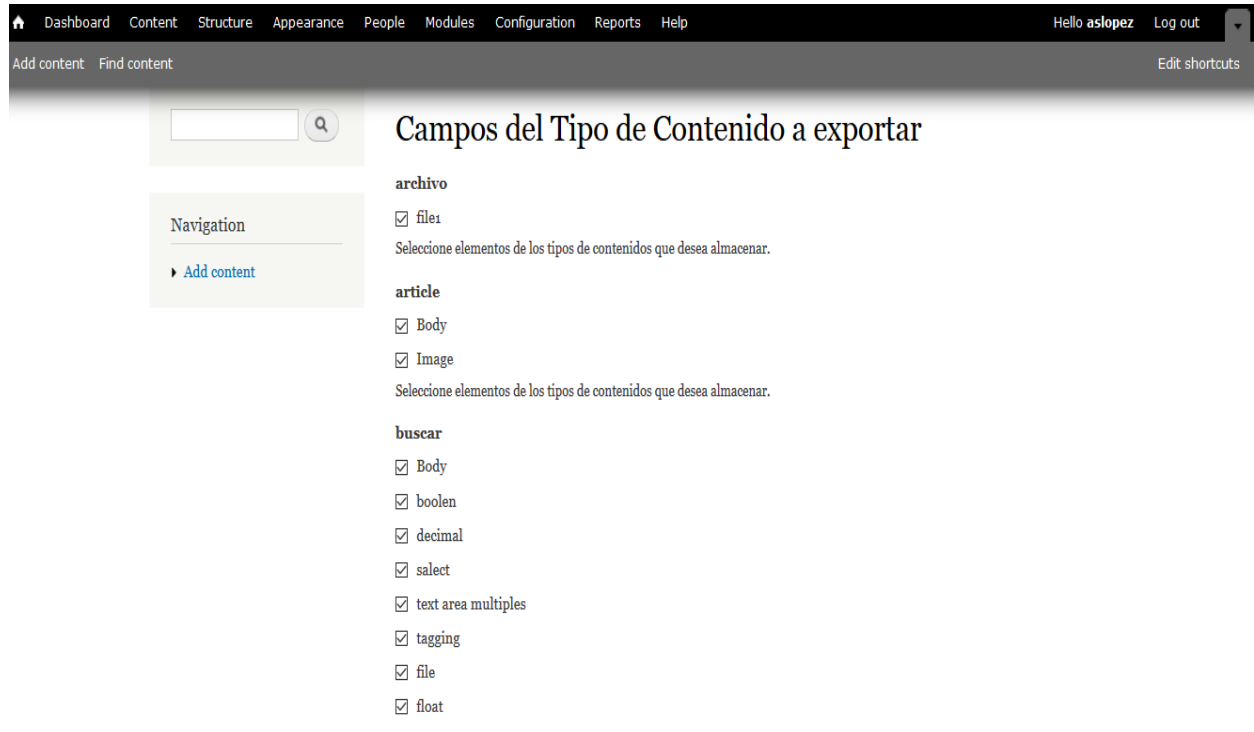 Dashboard Content Structure Appearance People Modules Configuration Reports Help Hello aslopez Log out
Add content Find content Edit shortcuts
Campos del Tipo de Contenido a exportar
Navigation
Add content
archivo
file1
Seleccione elementos de los tipos de contenidos que desea almacenar.
article
Body
Image
Seleccione elementos de los tipos de contenidos que desea almacenar.
buscar
Body
boolen
decimal
salect
text area multiples
tagging
file
float